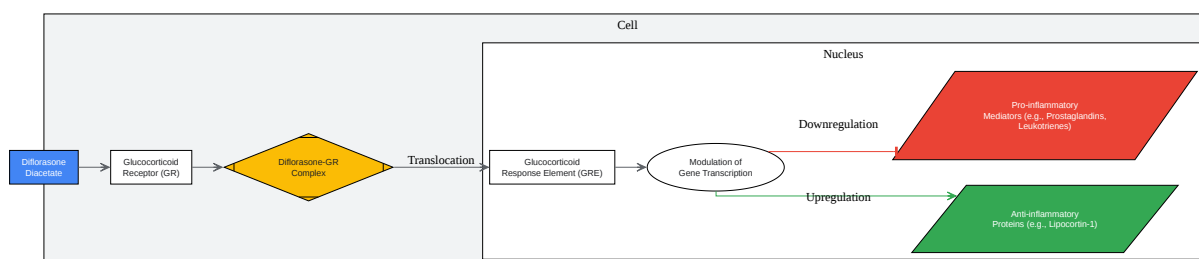 Cell
Nucleus
Diflorasone
Diacetate
Glucocorticoid
Receptor (GR)
Diflorasone-GR
Complex
Translocation
Glucocorticoid
Response Element (GRE)
Modulation of
Gene Transcription
Downregulation
Pro-inflammatory
Mediators (e.g., Prostaglandins,
Leukotrienes)
Upregulation
Anti-inflammatory
Proteins (e.g., Lipocortin-1)